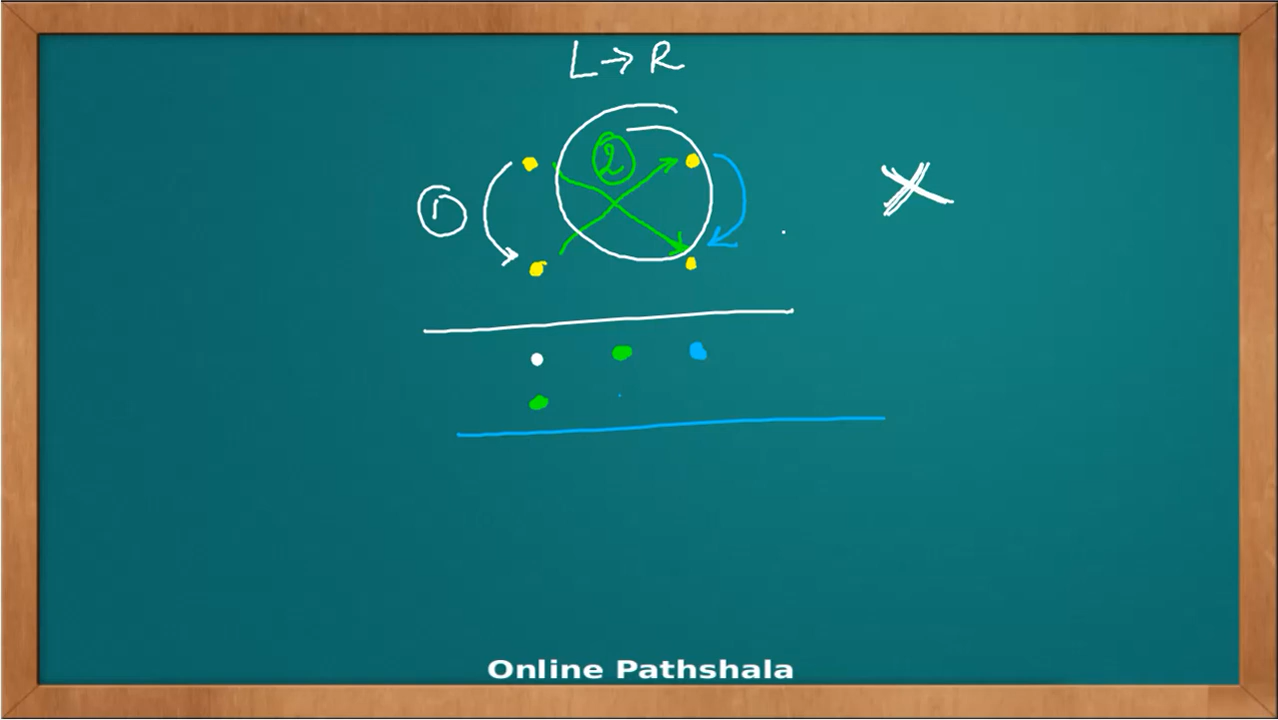 L → R
②
①
×
Online Pathshala